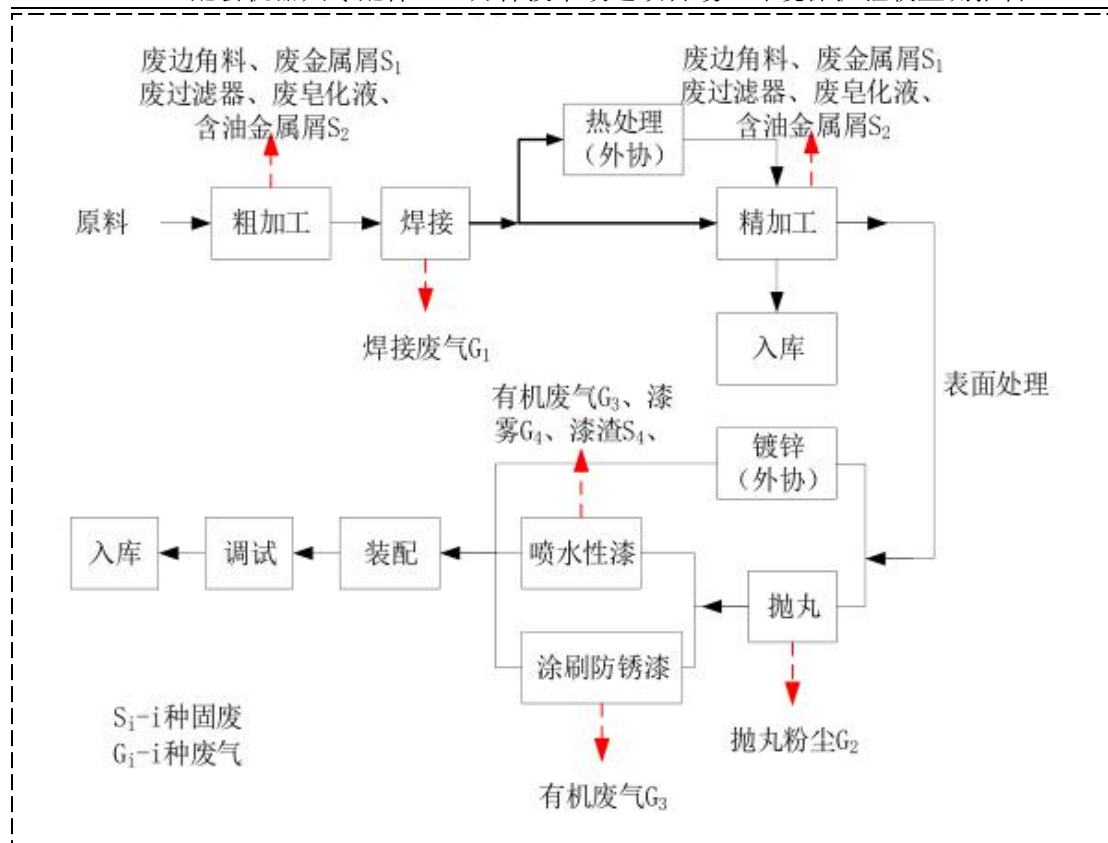 废边角料、废金属屑S₁
废过滤器、废皂化液、
含油金属屑S₂
废边角料、废金属屑S₁
废过滤器、废皂化液、
含油金属屑S₂
热处理
（外协）
原料
粗加工
焊接
精加工
焊接废气G₁
入库
表面处理
有机废气G₃、漆
雾G₄、漆渣S₄、
镀锌
（外协）
入库
调试
装配
喷水性漆
抛丸
涂刷防锈漆
Sᵢ-i种固废
Gᵢ-i种废气
抛丸粉尘G₂
有机废气G₃